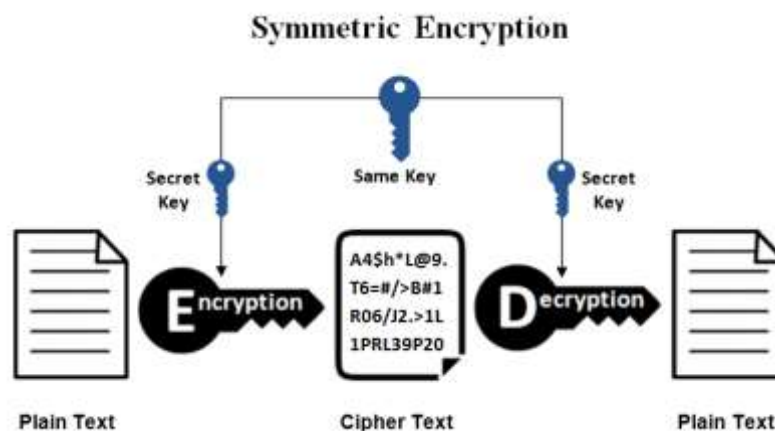 Symmetric Encryption
Secret
Key
Same Key
Secret
Key
Encryption
A4$h*L@9.
T6=#/>B#1
R06/J2.>1L
1PRL39P20
Decryption
Plain Text
Cipher Text
Plain Text